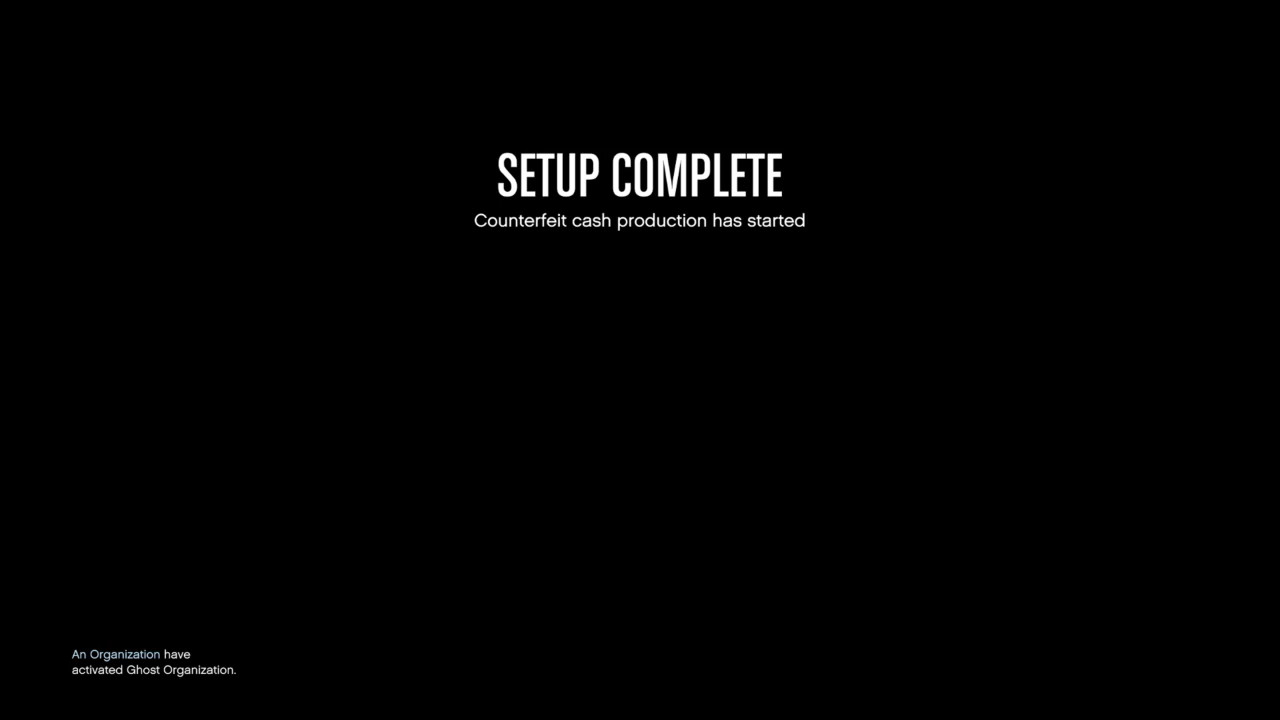 SETUP COMPLETE
Counterfeit cash production has started
An Organization have
activated Ghost Organization.